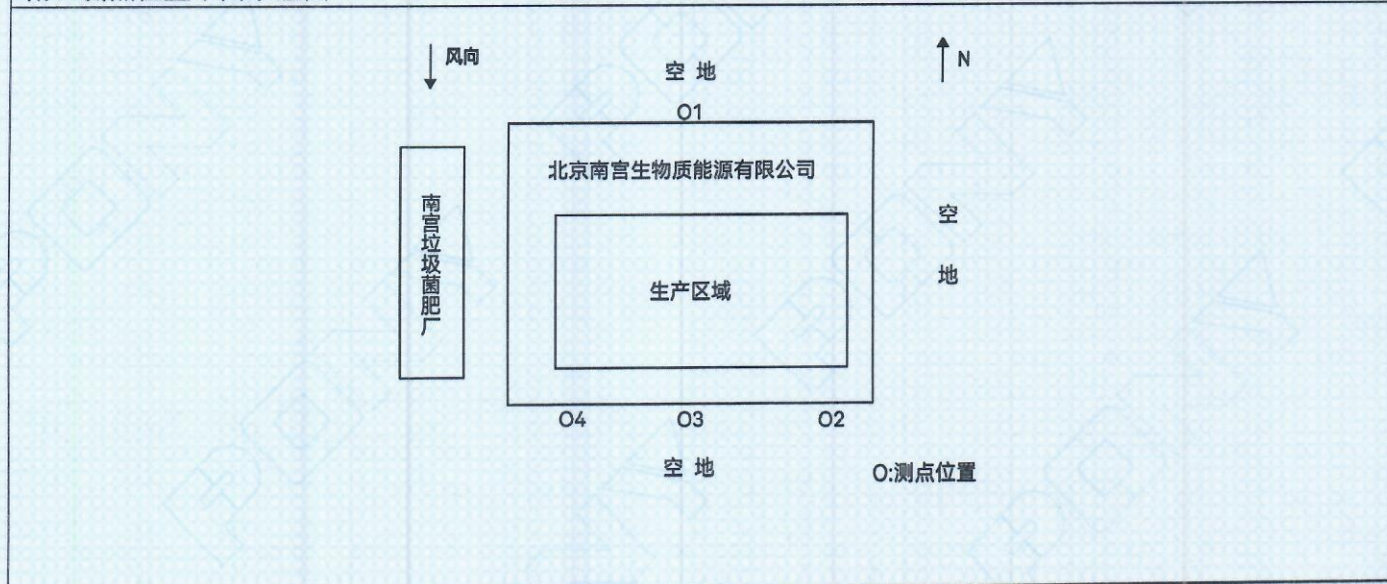 风向
N
空 地
O1
北京南宫生物质能源有限公司
南宫垃圾菌肥厂
生产区域
空
地
O4
O3
O2
空 地
O:测点位置